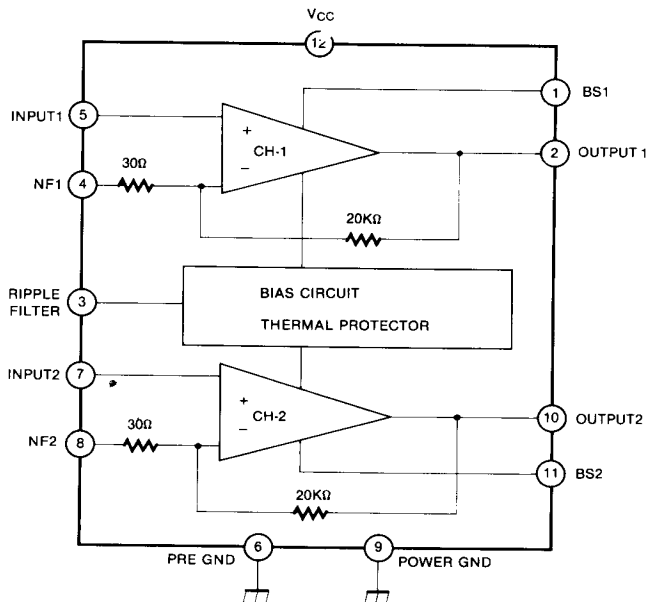 VCC
12
1 BS1
INPUT1 5
+
CH-1
−
2 OUTPUT 1
30Ω
NF1 4
20KΩ
RIPPLE
FILTER
3
BIAS CIRCUIT
THERMAL PROTECTOR
INPUT2 7
+
CH-2
−
10 OUTPUT2
30Ω
NF2 8
11 BS2
20KΩ
PRE GND 6
9 POWER GND